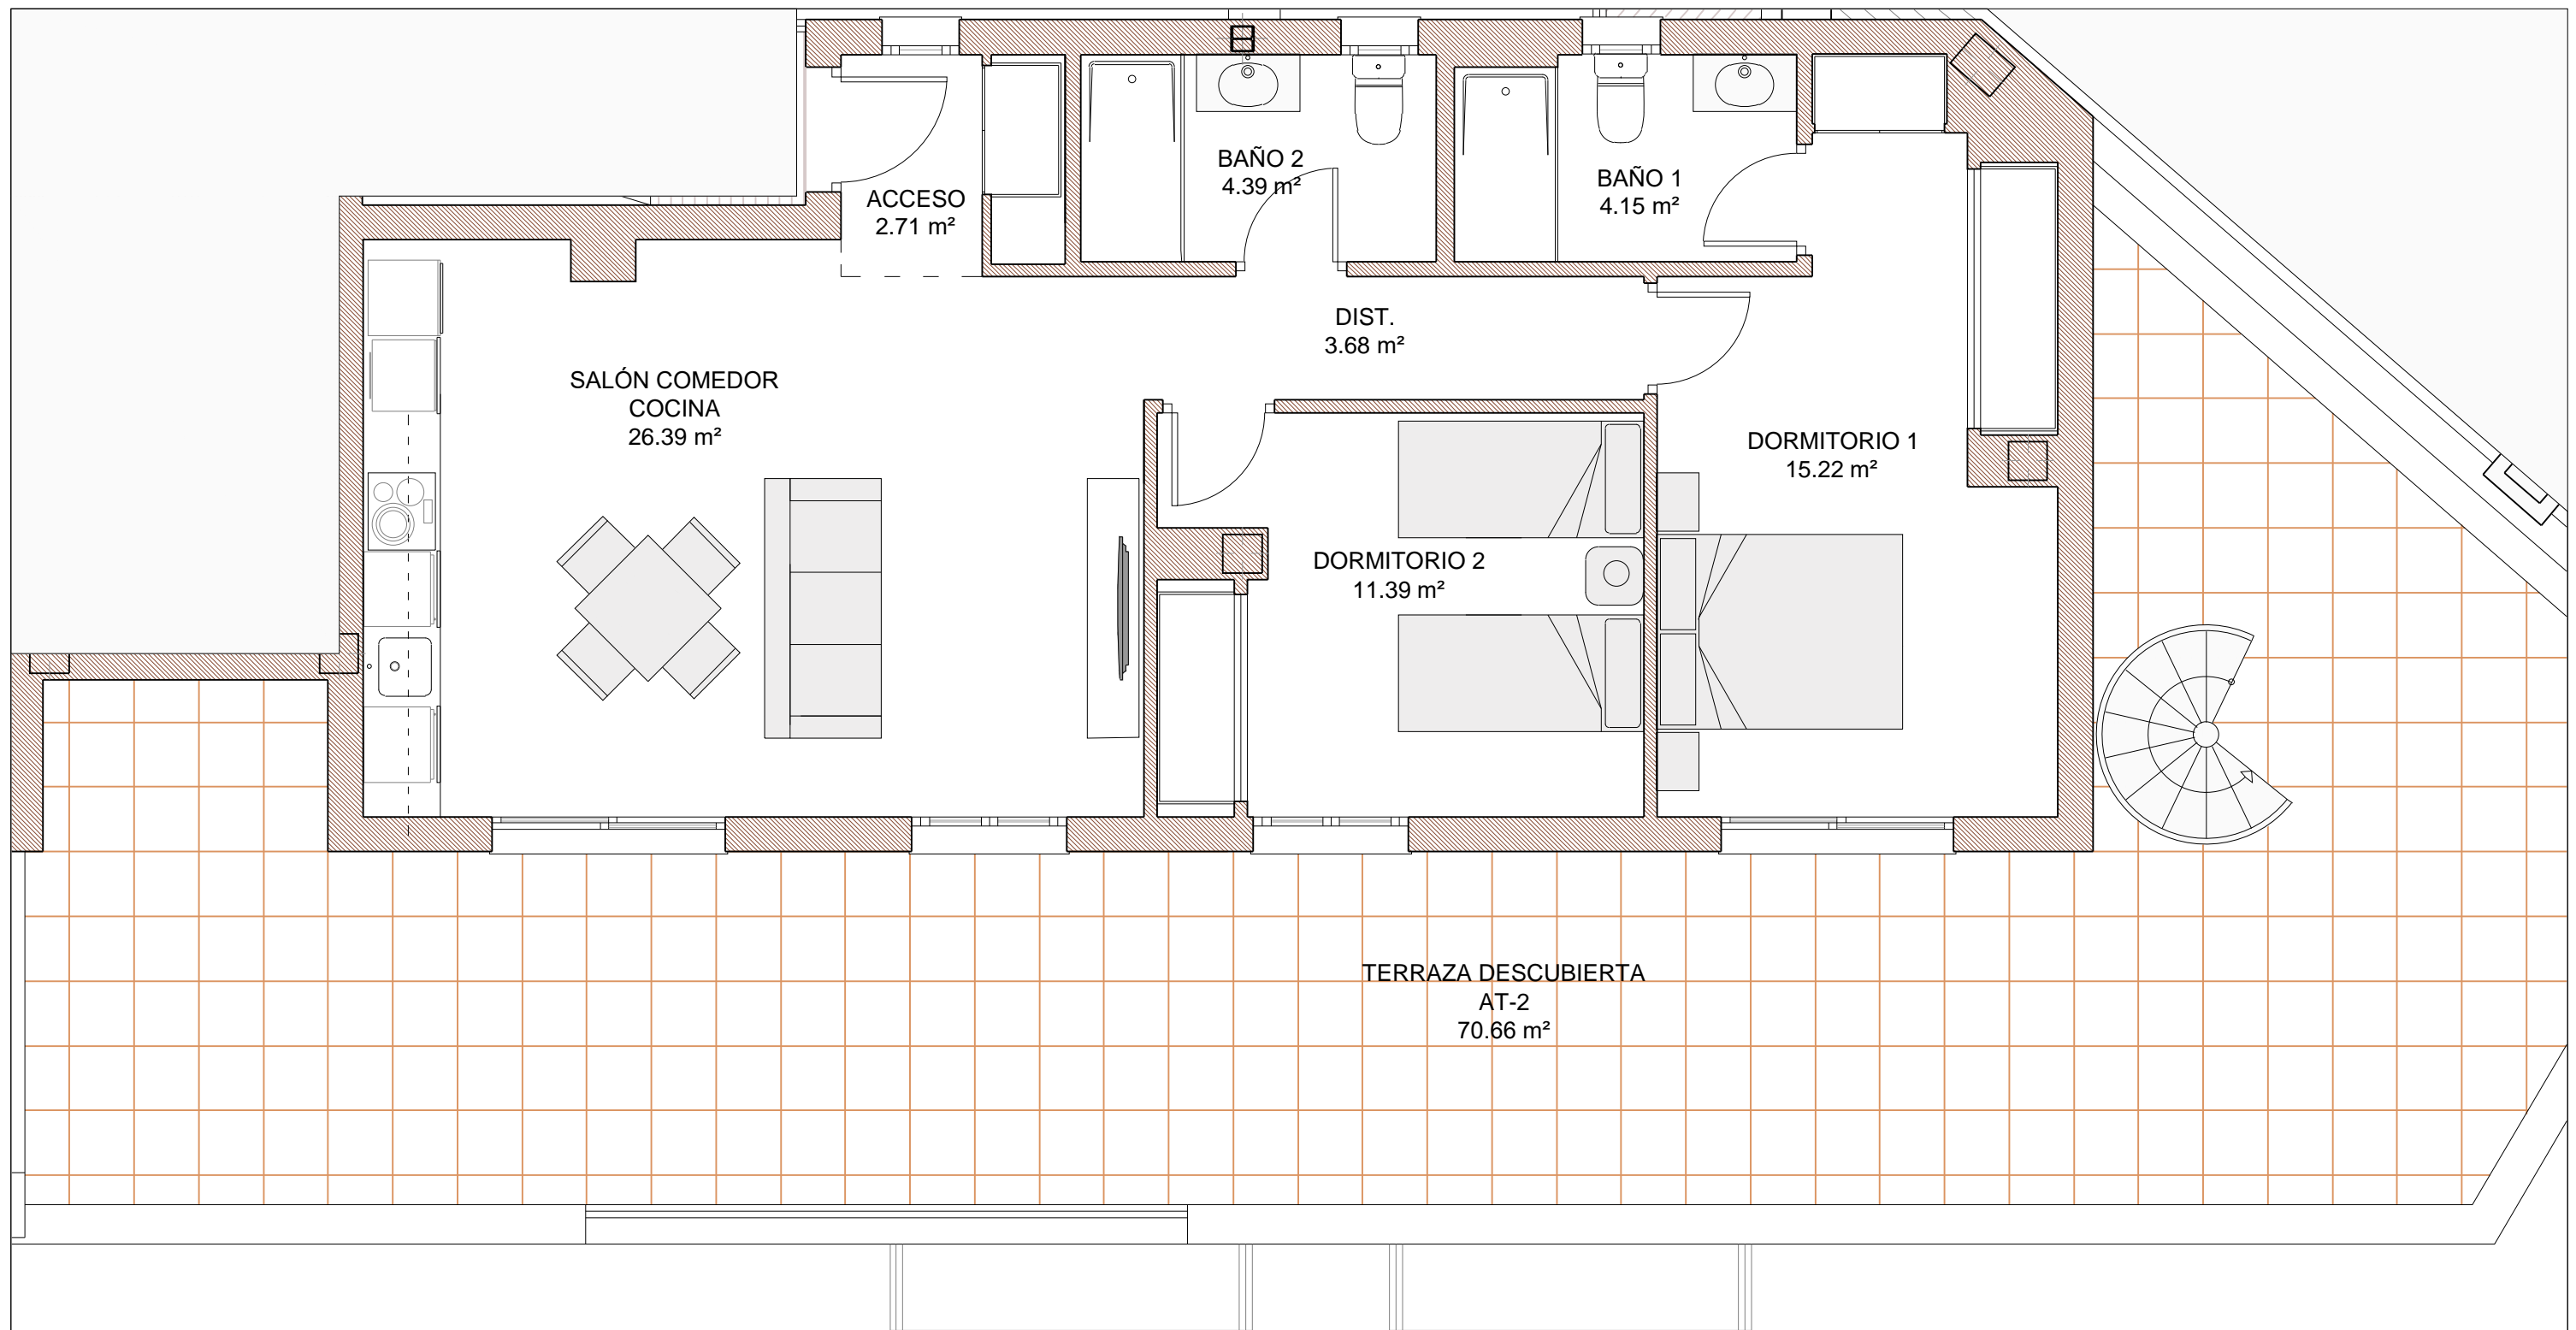 BAÑO 2
4.39 m²
BAÑO 1
4.15 m²
ACCESO
2.71 m²
DIST.
3.68 m²
SALÓN COMEDOR
COCINA
26.39 m²
DORMITORIO 1
15.22 m²
DORMITORIO 2
11.39 m²
TERRAZA DESCUBIERTA
AT-2
70.66 m²